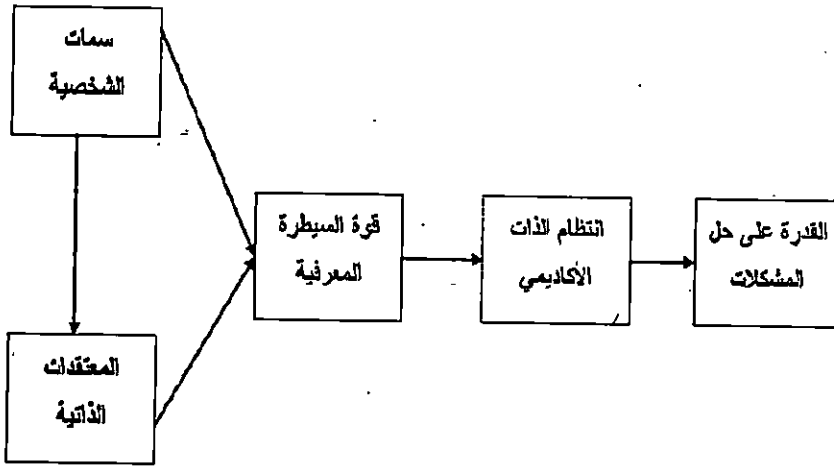 سمات
الشخصية
قوة السيطرة
المعرفية
انتظام الذات
الأكاديمي
القدرة على حل
المشكلات
المعتقدات
الذاتية